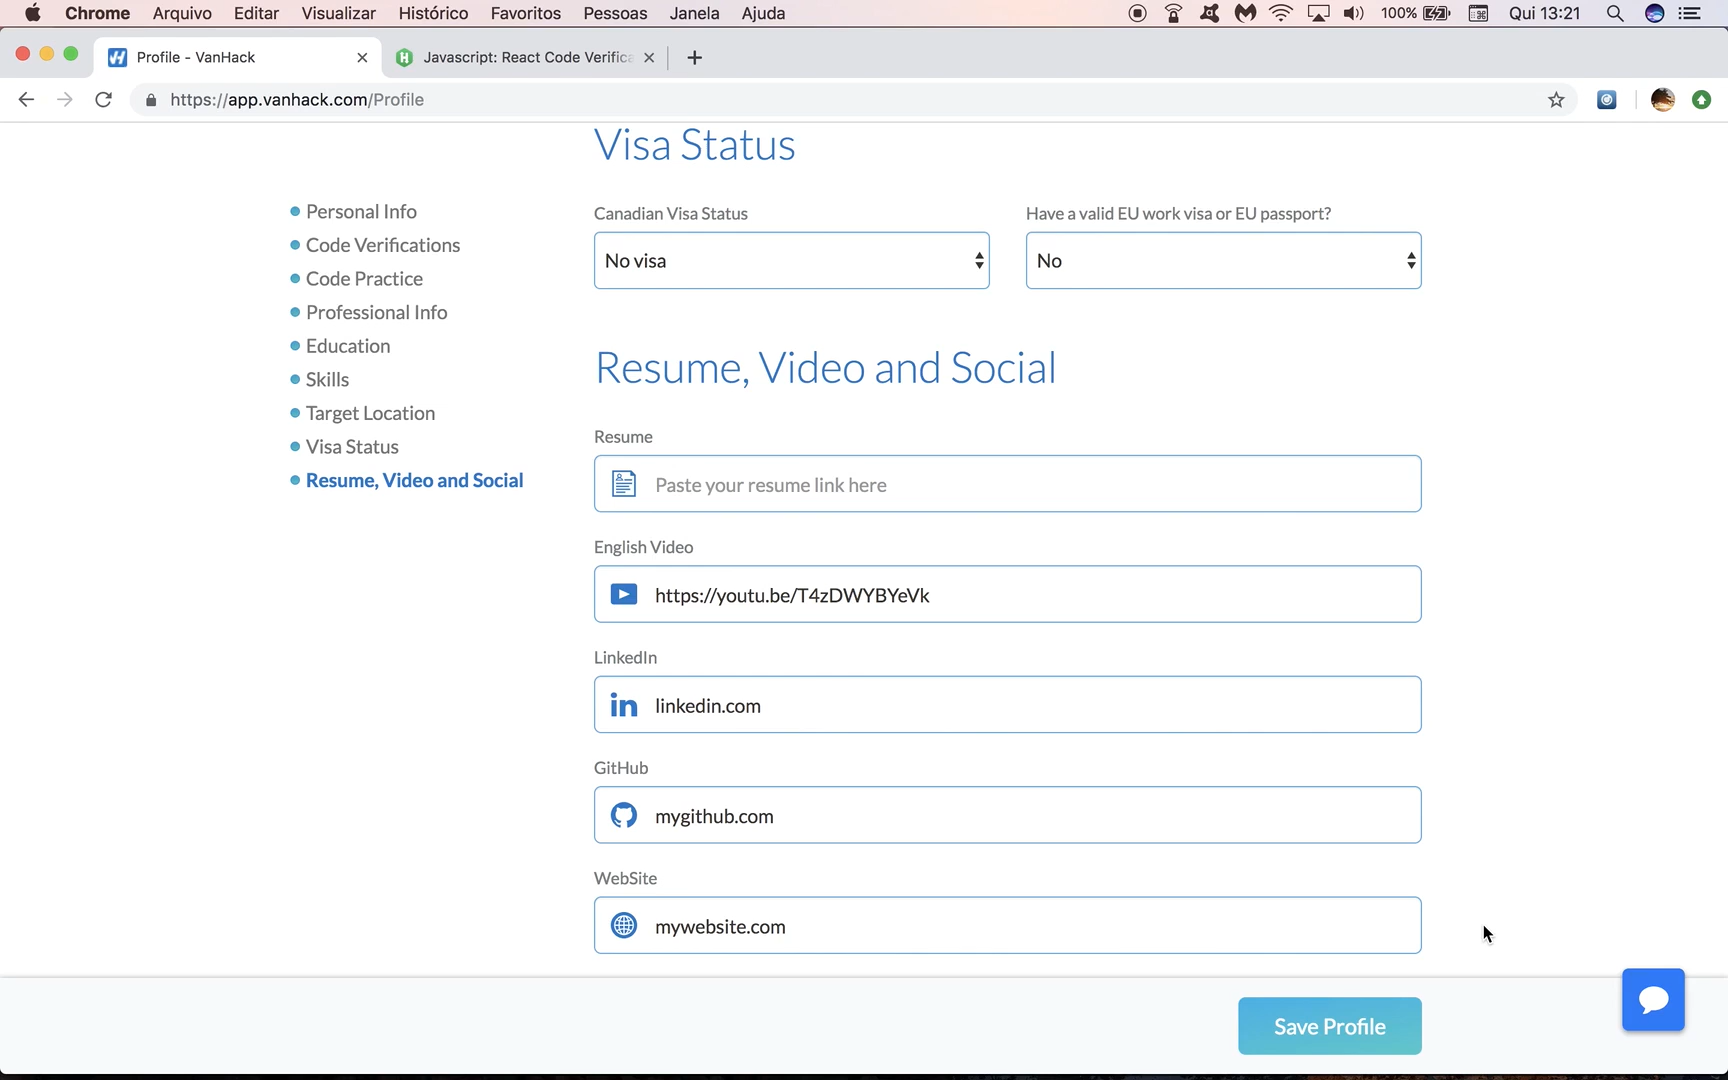 Chrome Arquivo Editar Visualizar Histórico Favoritos Pessoas Janela Ajuda 100% Qui 13:21
Profile - VanHack Javascript: React Code Verifica
https://app.vanhack.com/Profile
Visa Status
Personal Info
Code Verifications
Code Practice
Professional Info
Education
Skills
Target Location
Visa Status
Resume, Video and Social
Canadian Visa Status Have a valid EU work visa or EU passport?
No visa No
Resume, Video and Social
Resume
Paste your resume link here
English Video
https://youtu.be/T4zDWYBYeVk
LinkedIn
in linkedin.com
GitHub
mygithub.com
WebSite
mywebsite.com
Save Profile